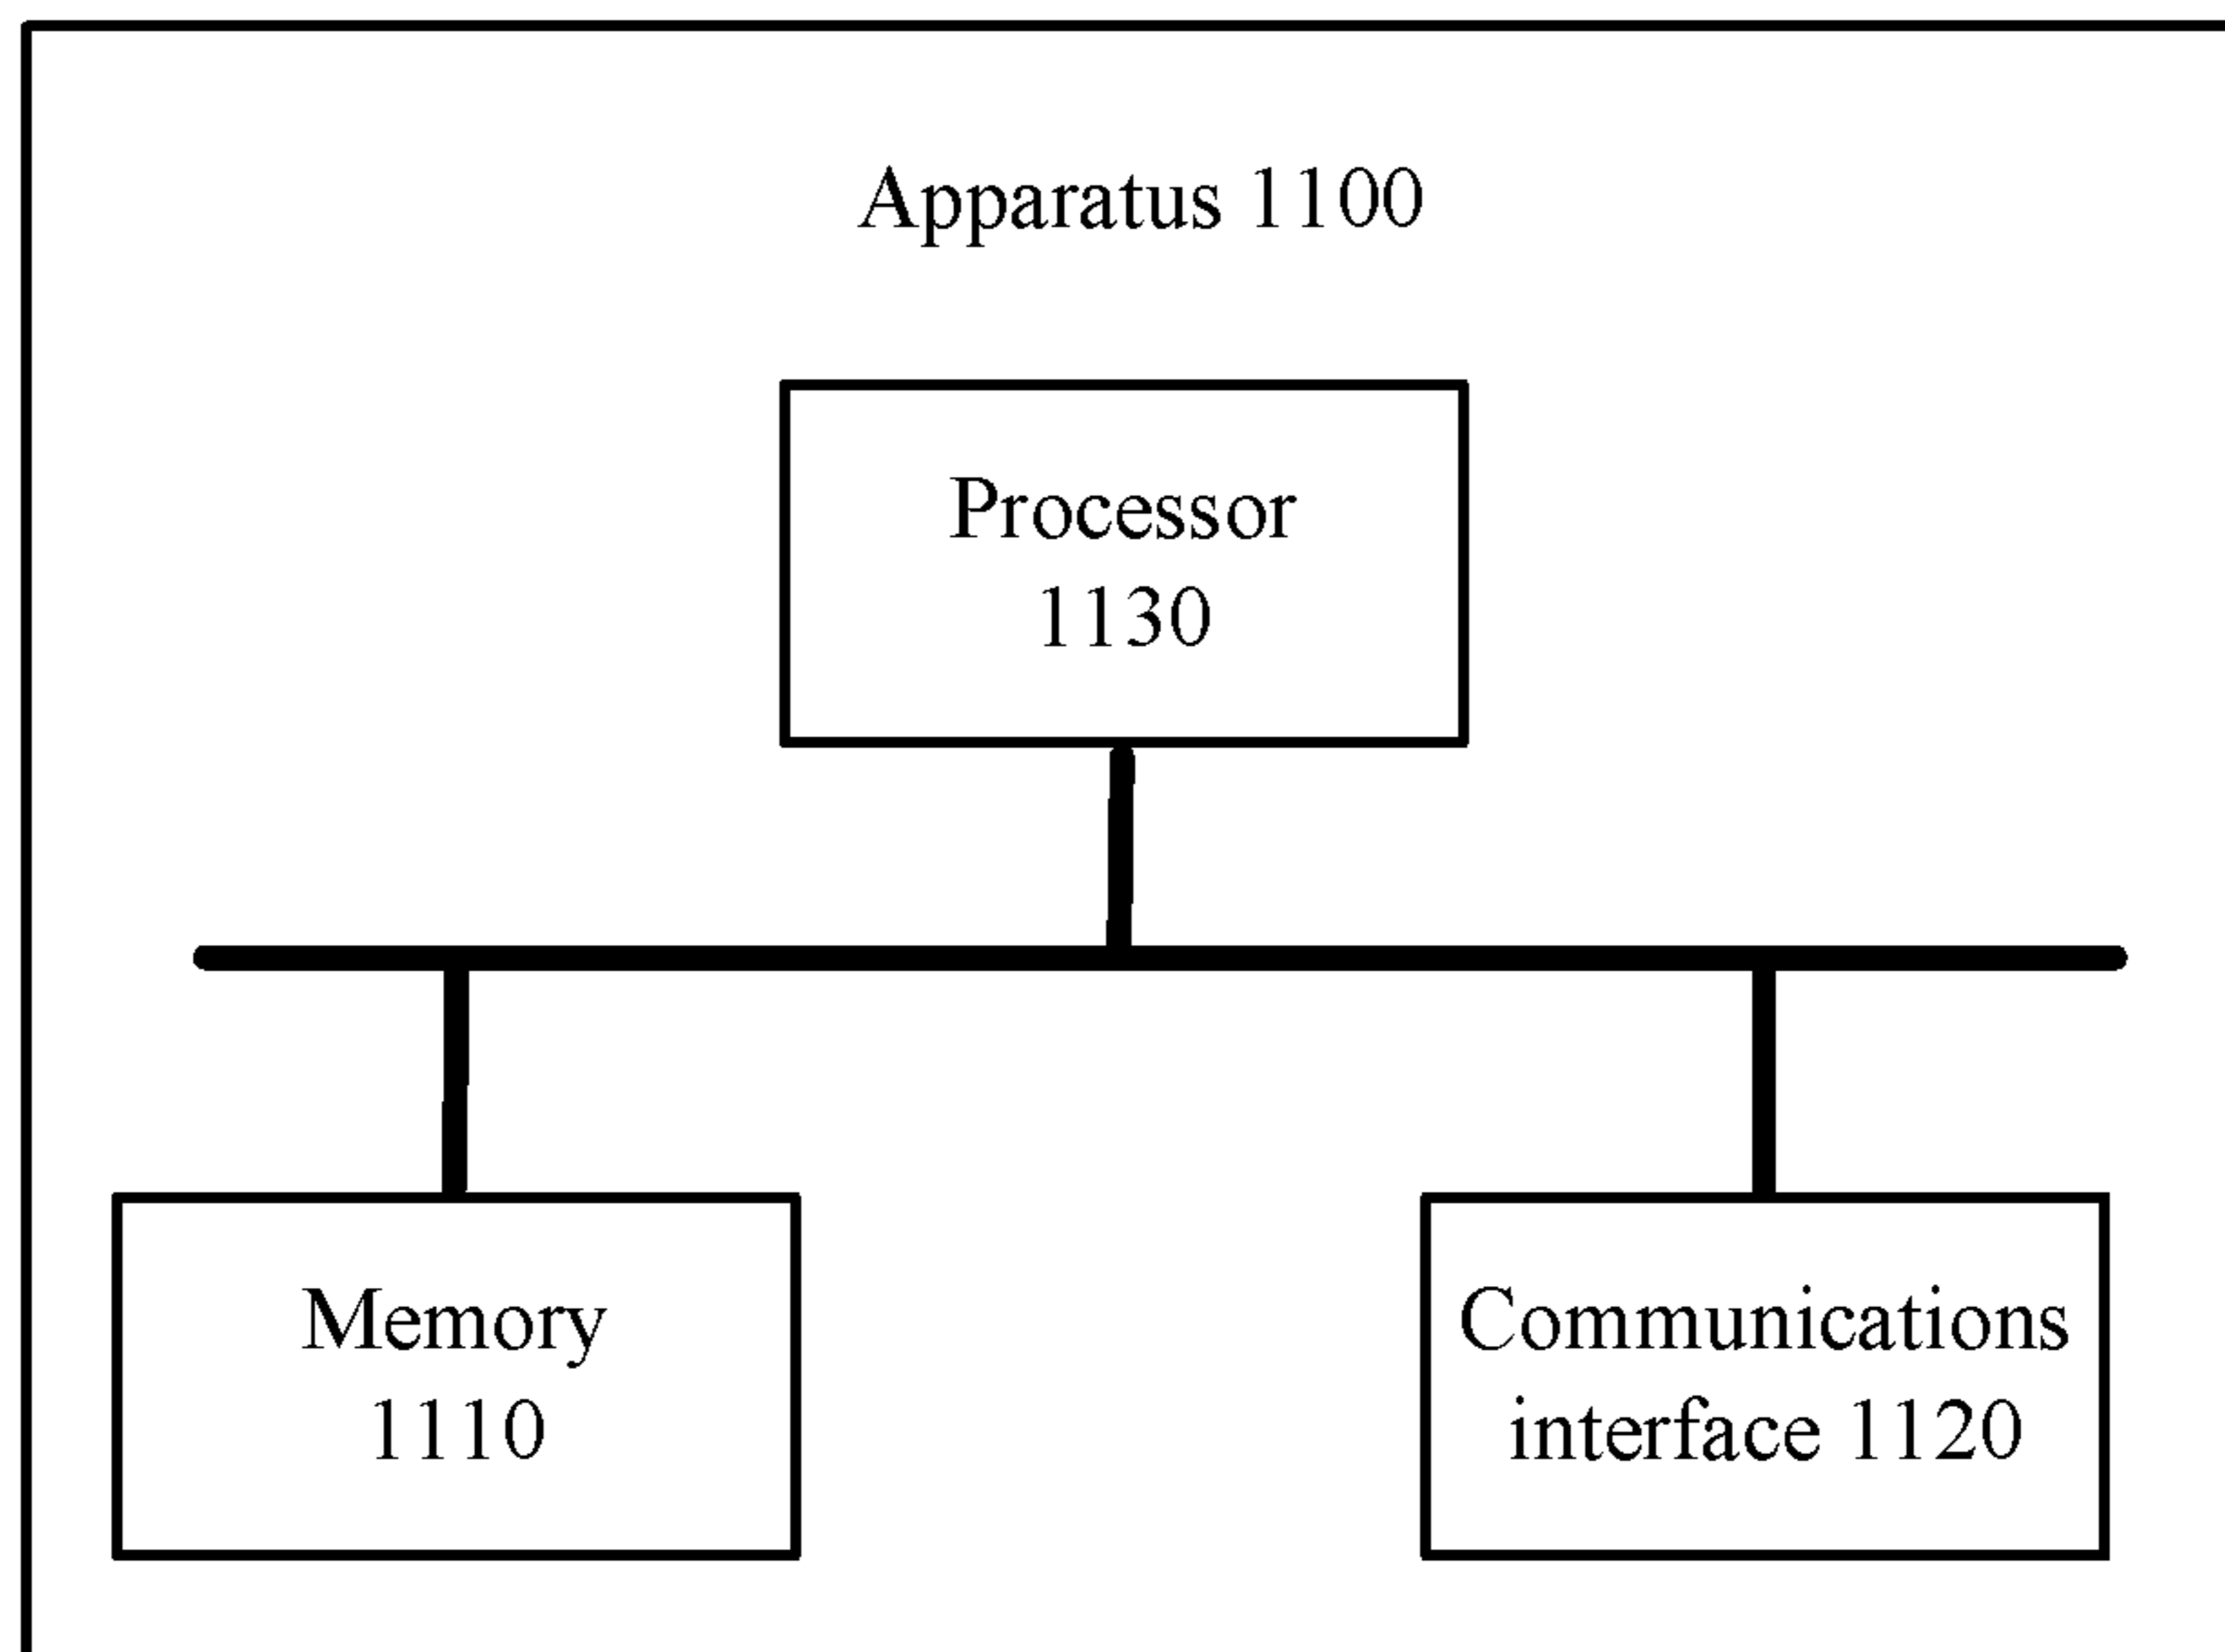 Apparatus 1100
Processor
1130
Memory
1110
Communications
interface 1120